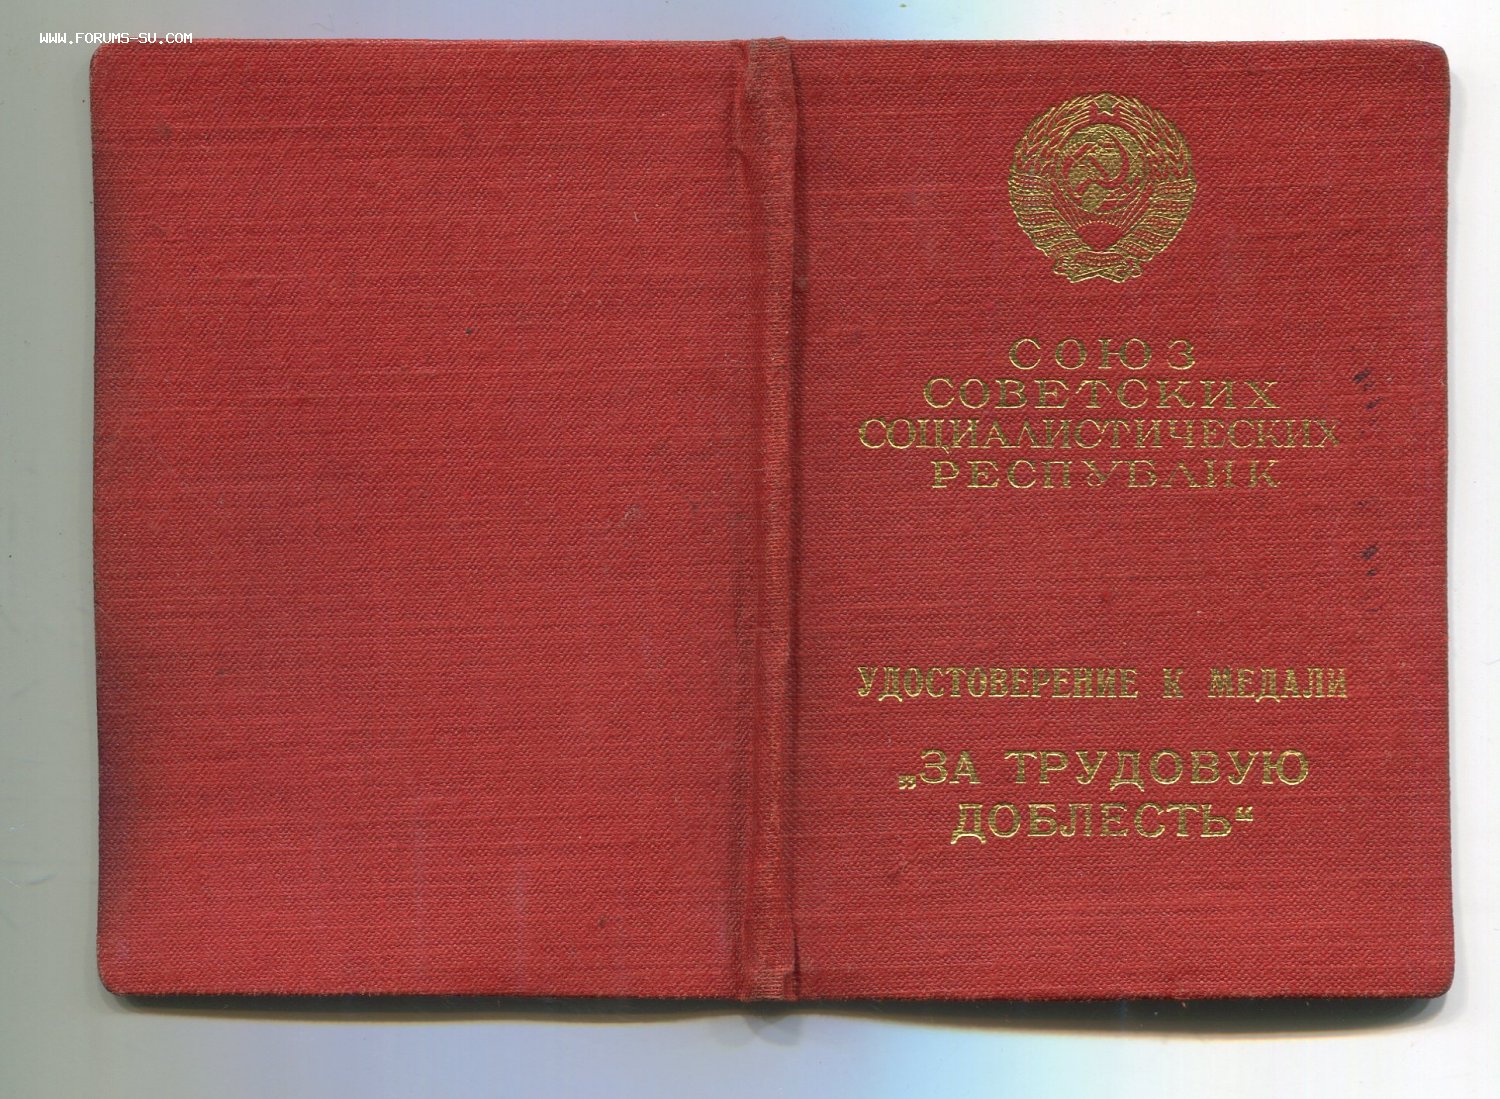 WWW.FORUMS-SU.COM
СОЮЗ
СОВЕТСКИХ
СОЦИАЛИСТИЧЕСКИХ
РЕСПУБЛИК
УДОСТОВЕРЕНИЕ К МЕДАЛИ
„ЗА ТРУДОВУЮ
ДОБЛЕСТЬ“